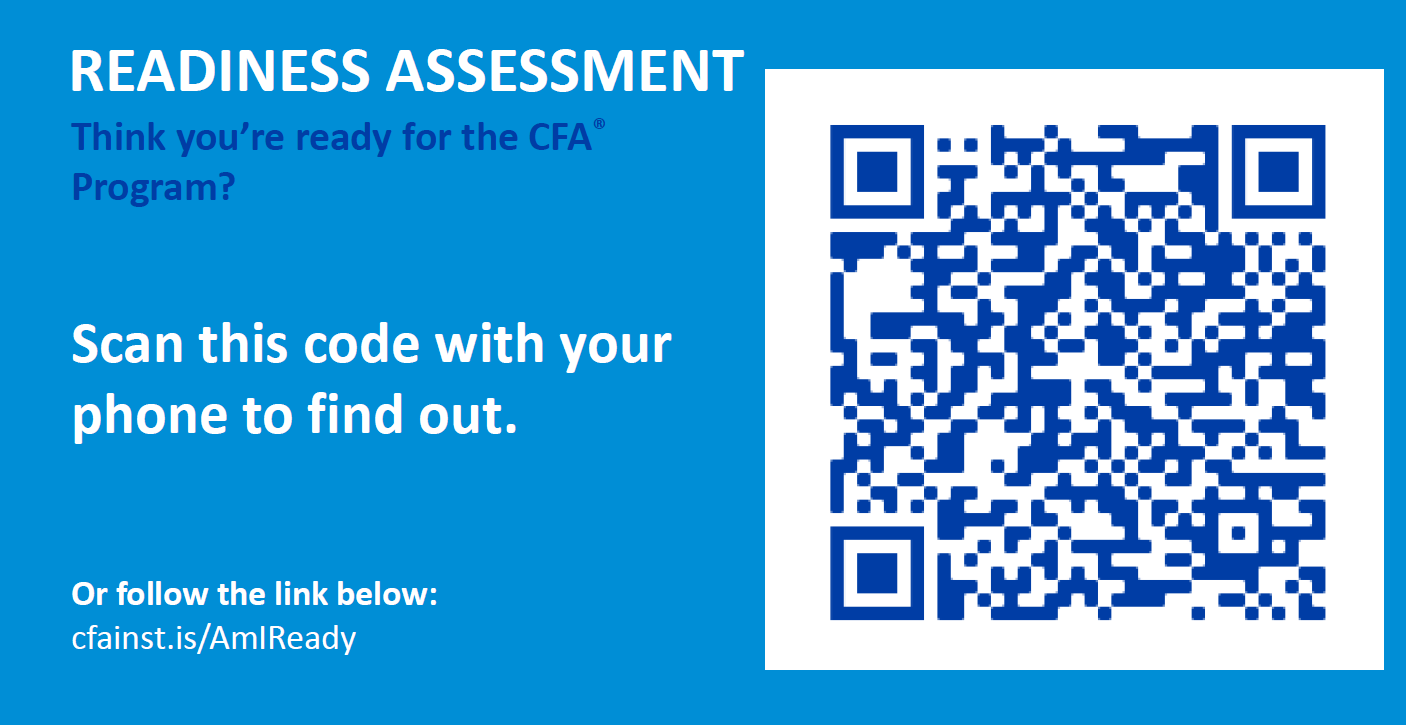 READINESS ASSESSMENT
Think you’re ready for the CFA®
Program?
Scan this code with your
phone to find out.
Or follow the link below:
cfainst.is/AmIReady